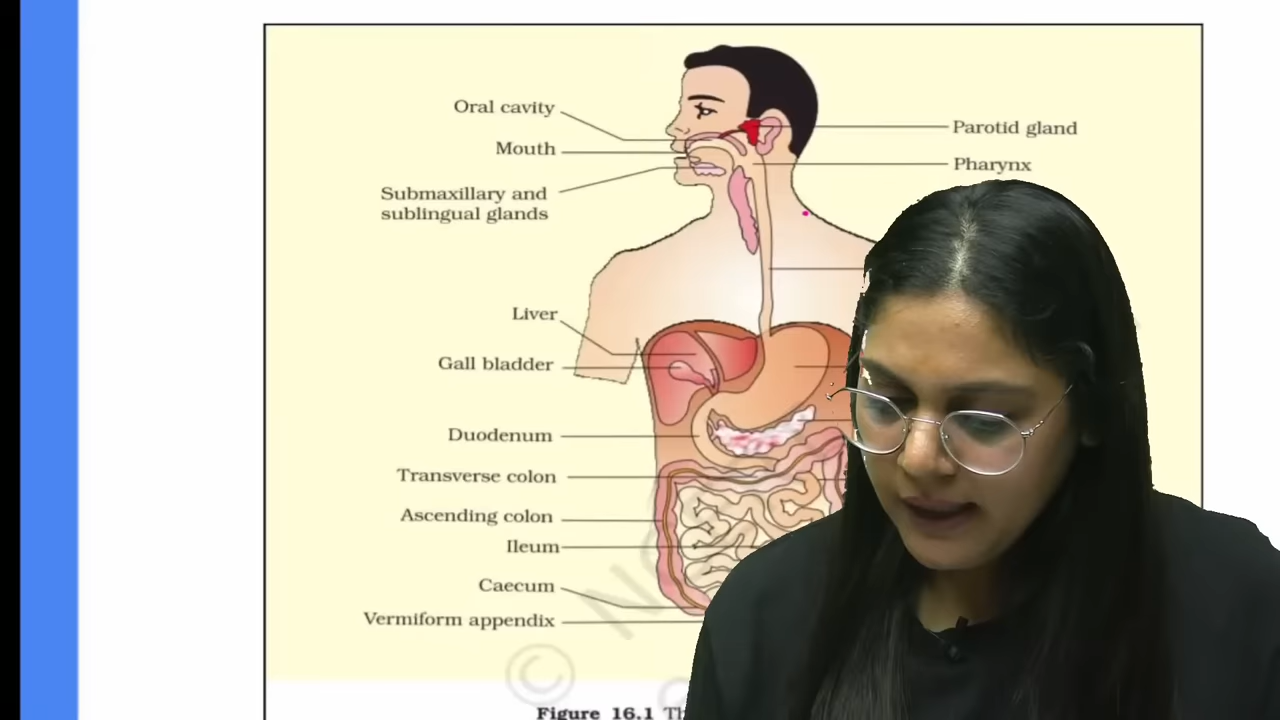 Oral cavity
Mouth
Submaxillary and
sublingual glands
Liver
Gall bladder
Duodenum
Transverse colon
Ascending colon
Ileum
Caecum
Vermiform appendix
Parotid gland
Pharynx
©
Figure 16.1